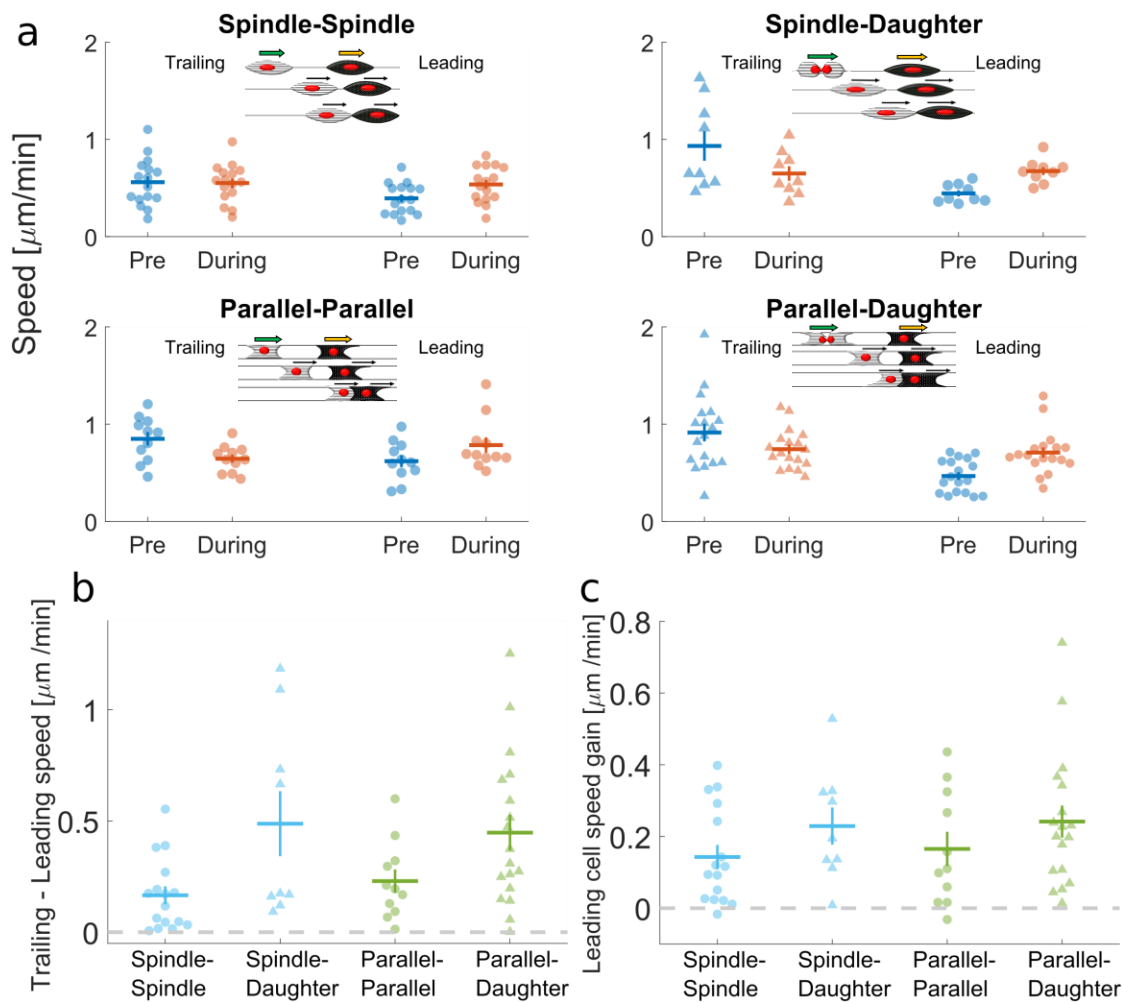 a
Spindle-Spindle
Spindle-Daughter
Trailing
Leading
Trailing
Leading
2
1
0
Pre
During
Pre
During
2
1
0
Pre
During
Pre
During
Speed [μm/min]
Parallel-Parallel
Parallel-Daughter
Trailing
Leading
Trailing
Leading
2
1
0
Pre
During
Pre
During
2
1
0
Pre
During
Pre
During
b
Trailing - Leading speed [μm /min]
1
0.5
0
Spindle-
Spindle
Spindle-
Daughter
Parallel-
Parallel
Parallel-
Daughter
c
Leading cell speed gain [μm /min]
0.8
0.6
0.4
0.2
0
Spindle-
Spindle
Spindle-
Daughter
Parallel-
Parallel
Parallel-
Daughter